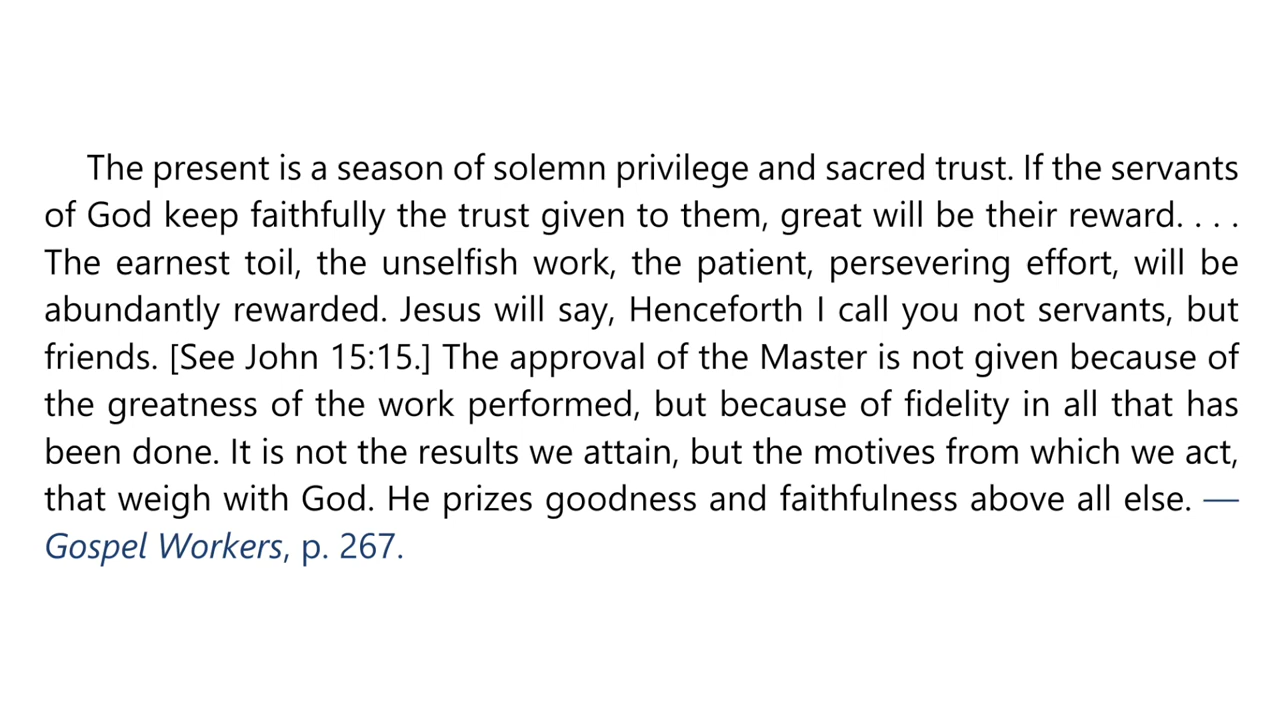 The present is a season of solemn privilege and sacred trust. If the servants
of God keep faithfully the trust given to them, great will be their reward. . . .
The earnest toil, the unselfish work, the patient, persevering effort, will be
abundantly rewarded. Jesus will say, Henceforth I call you not servants, but
friends. [See John 15:15.] The approval of the Master is not given because of
the greatness of the work performed, but because of fidelity in all that has
been done. It is not the results we attain, but the motives from which we act,
that weigh with God. He prizes goodness and faithfulness above all else. —
Gospel Workers, p. 267.